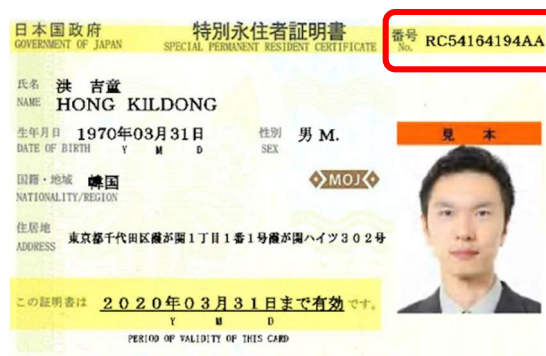 日本国政府 特別永住者証明書 番号 RC54164194AA
GOVERNMENT OF JAPAN SPECIAL PERMANENT RESIDENT CERTIFICATE No.
氏名 洪 吉童
NAME HONG KILDONG
生年月日 1970年03月31日 性別 男 M.
DATE OF BIRTH Y M D SEX
見 本
国籍・地域 韓国
NATIONALITY/REGION
MOJ
住居地
ADDRESS 東京都千代田区霞が関1丁目1番1号霞が関ハイツ302号
この証明書は 2020年03月31日まで有効 です。
Y M D
PERIOD OF VALIDITY OF THIS CARD